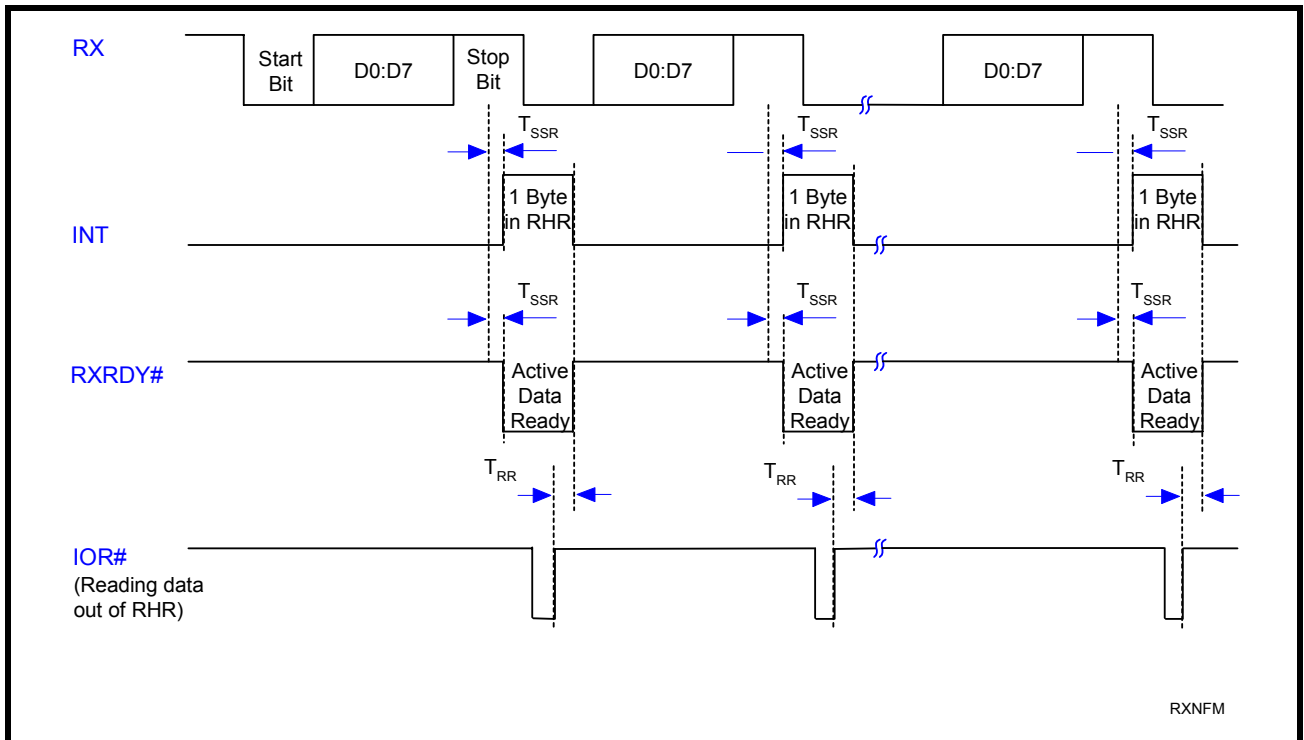 RX
Start
Bit
D0:D7
Stop
Bit
D0:D7
D0:D7
TSSR
TSSR
TSSR
INT
1 Byte
in RHR
1 Byte
in RHR
1 Byte
in RHR
TSSR
TSSR
TSSR
RXRDY#
Active
Data
Ready
Active
Data
Ready
Active
Data
Ready
TRR
TRR
TRR
IOR#
(Reading data
out of RHR)
RXNFM